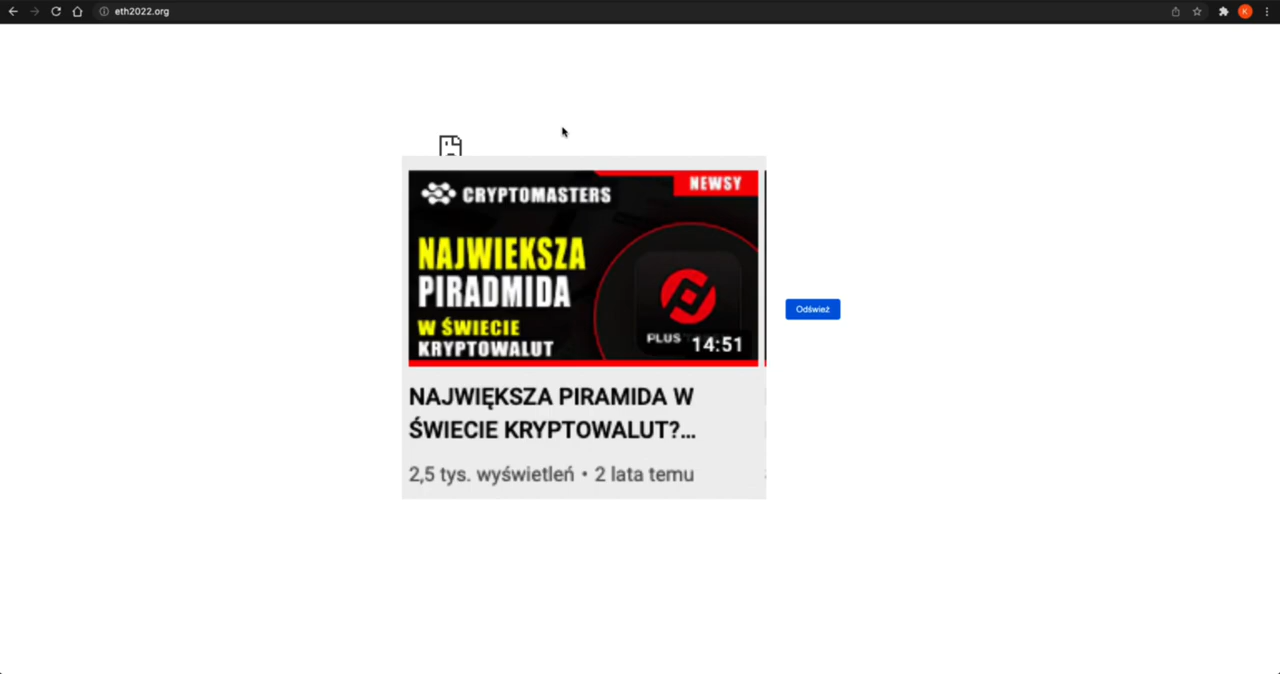 eth2022.org
K
CRYPTOMASTERS
NEWSY
NAJWIEKSZA
PIRADMIDA
W ŚWIECIE
KRYPTOWALUT
PLUS
14:51
Odśwież
NAJWIĘKSZA PIRAMIDA W
ŚWIECIE KRYPTOWALUT?...
2,5 tys. wyświetleń • 2 lata temu